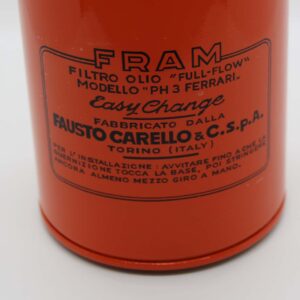 FRAM
FILTRO OLIO "FULL-FLOW"
MODELLO "PH 3 FERRARI"
Easy Change
FABBRICATO DALLA
FAUSTO CARELLO & C.s.p.A.
TORINO (ITALY)
PER L'INSTALLAZIONE: AVVITARE FINO A CHE LA
GUERNIZIONE TOCCA LA BASE, POI STRINGERE
ANCORA ALMENO MEZZO GIRO A MANO.